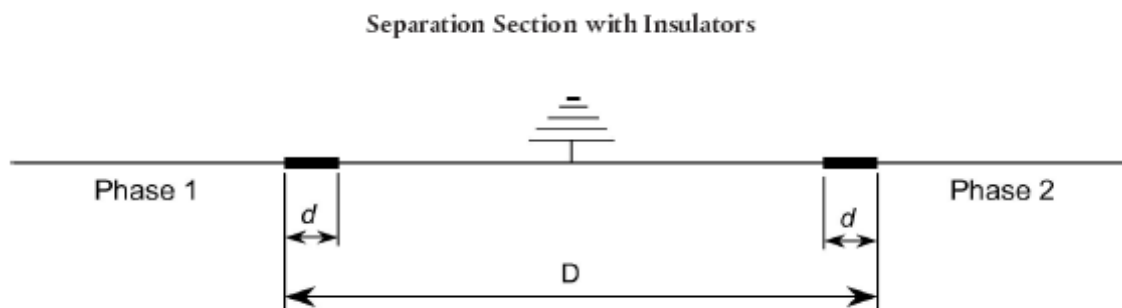 Separation Section with Insulators
Phase 1
Phase 2
d
d
D